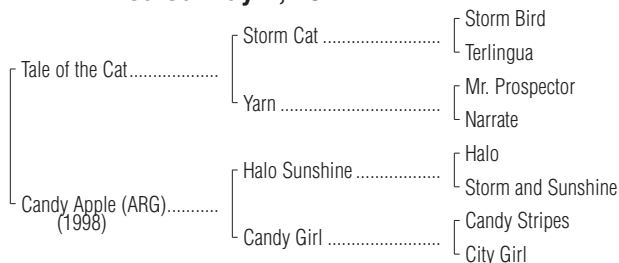 Storm Bird
Storm Cat ........................
Terlingua
Tale of the Cat...................
Mr. Prospector
Yarn ..................................
Narrate
Halo
Halo Sunshine ..................
Storm and Sunshine
Candy Apple (ARG)...........
(1998)
Candy Stripes
Candy Girl ........................
City Girl